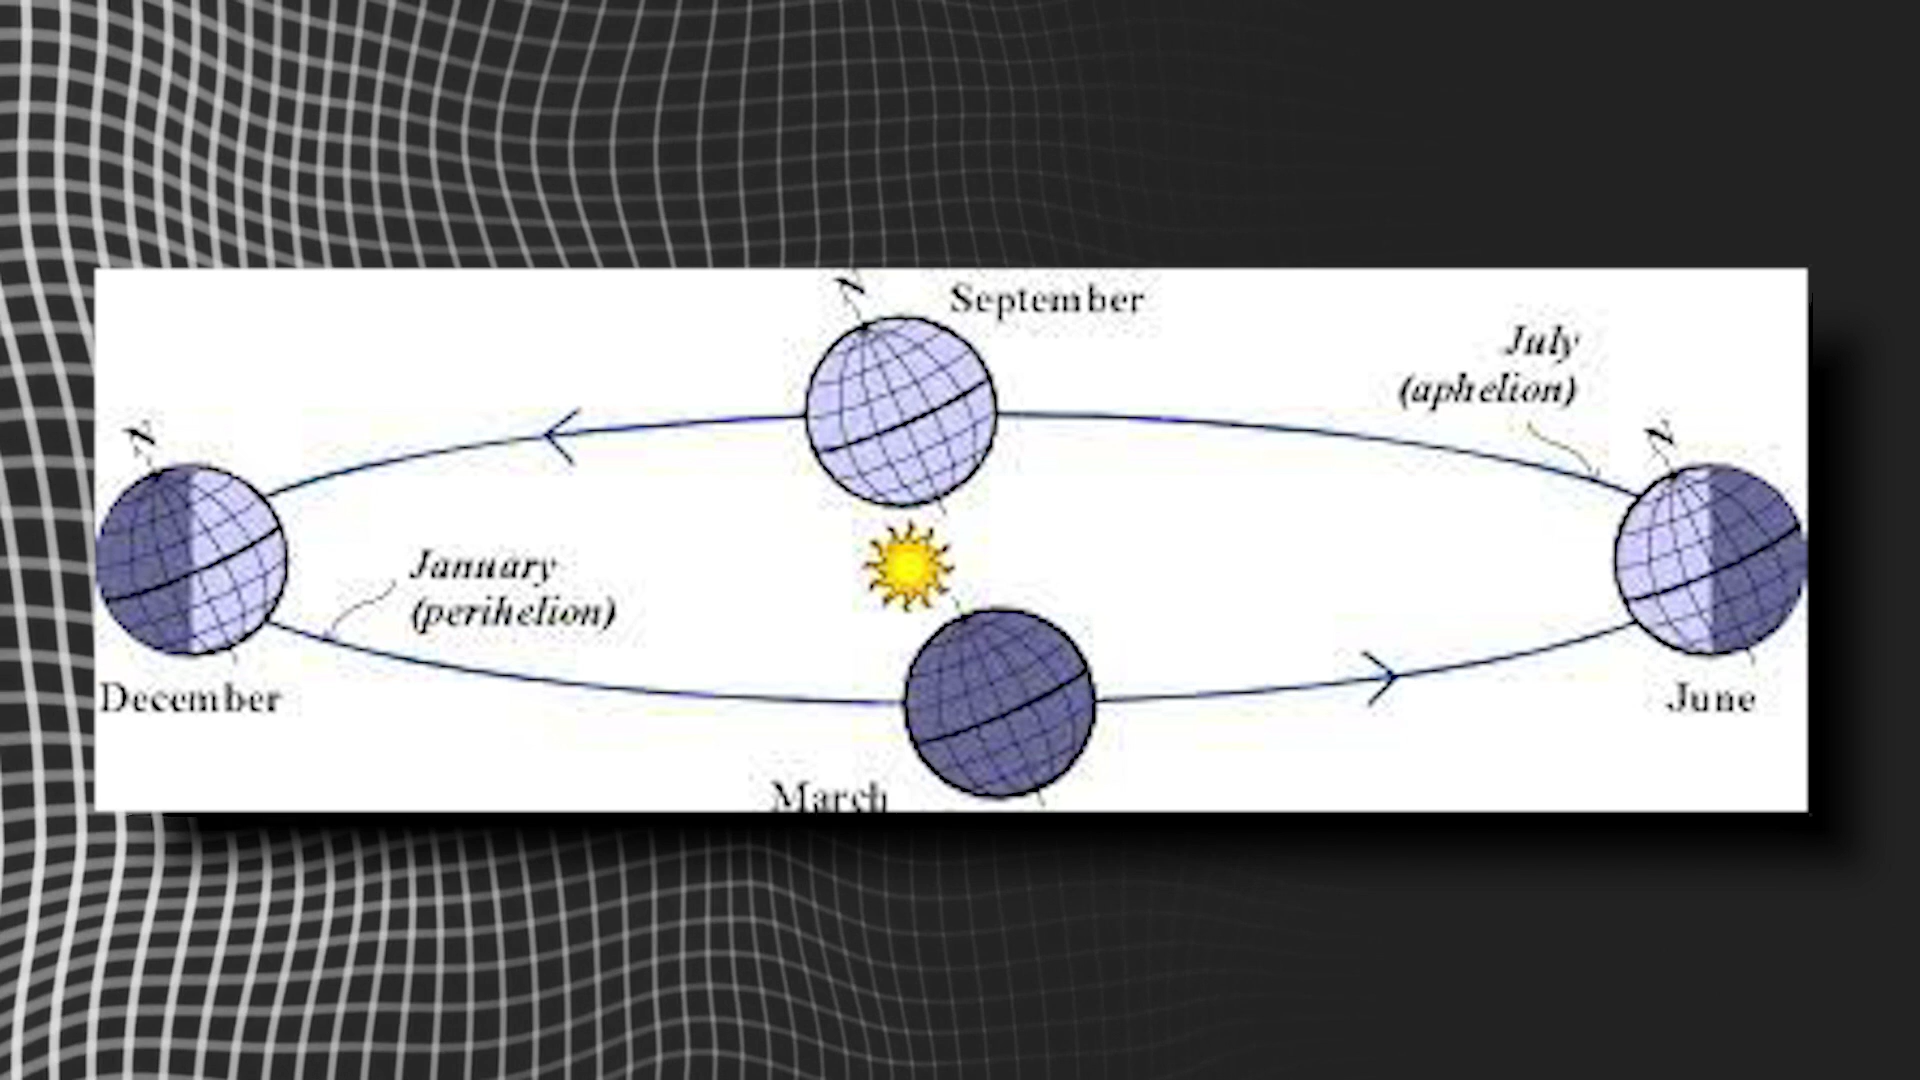 N
September
July
(aphelion)
N
N
January
(perihelion)
December
June
March